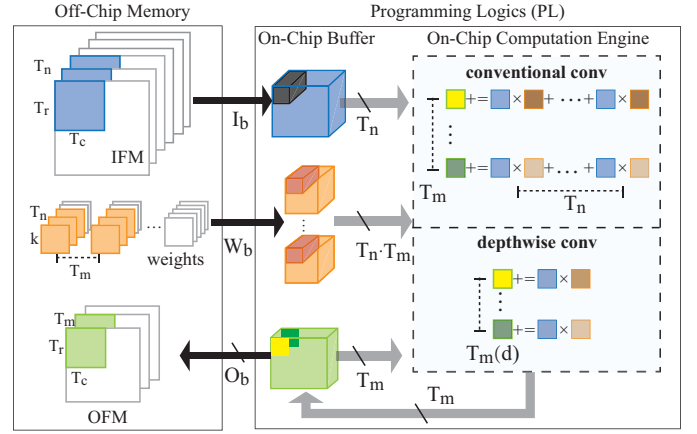 Off-Chip Memory
Programming Logics (PL)
On-Chip Buffer
On-Chip Computation Engine
Tn
Tr
Tc
IFM
Ib
Tn
conventional conv
+= × + ... + ×
⋮
+= × + ... + ×
Tm
Tn
Tn
k
Tm
...
weights
Wb
⋮
Tn·Tm
depthwise conv
+= ×
⋮
+= ×
Tm(d)
Tm
Tr
Tc
OFM
Ob
Tm
Tm